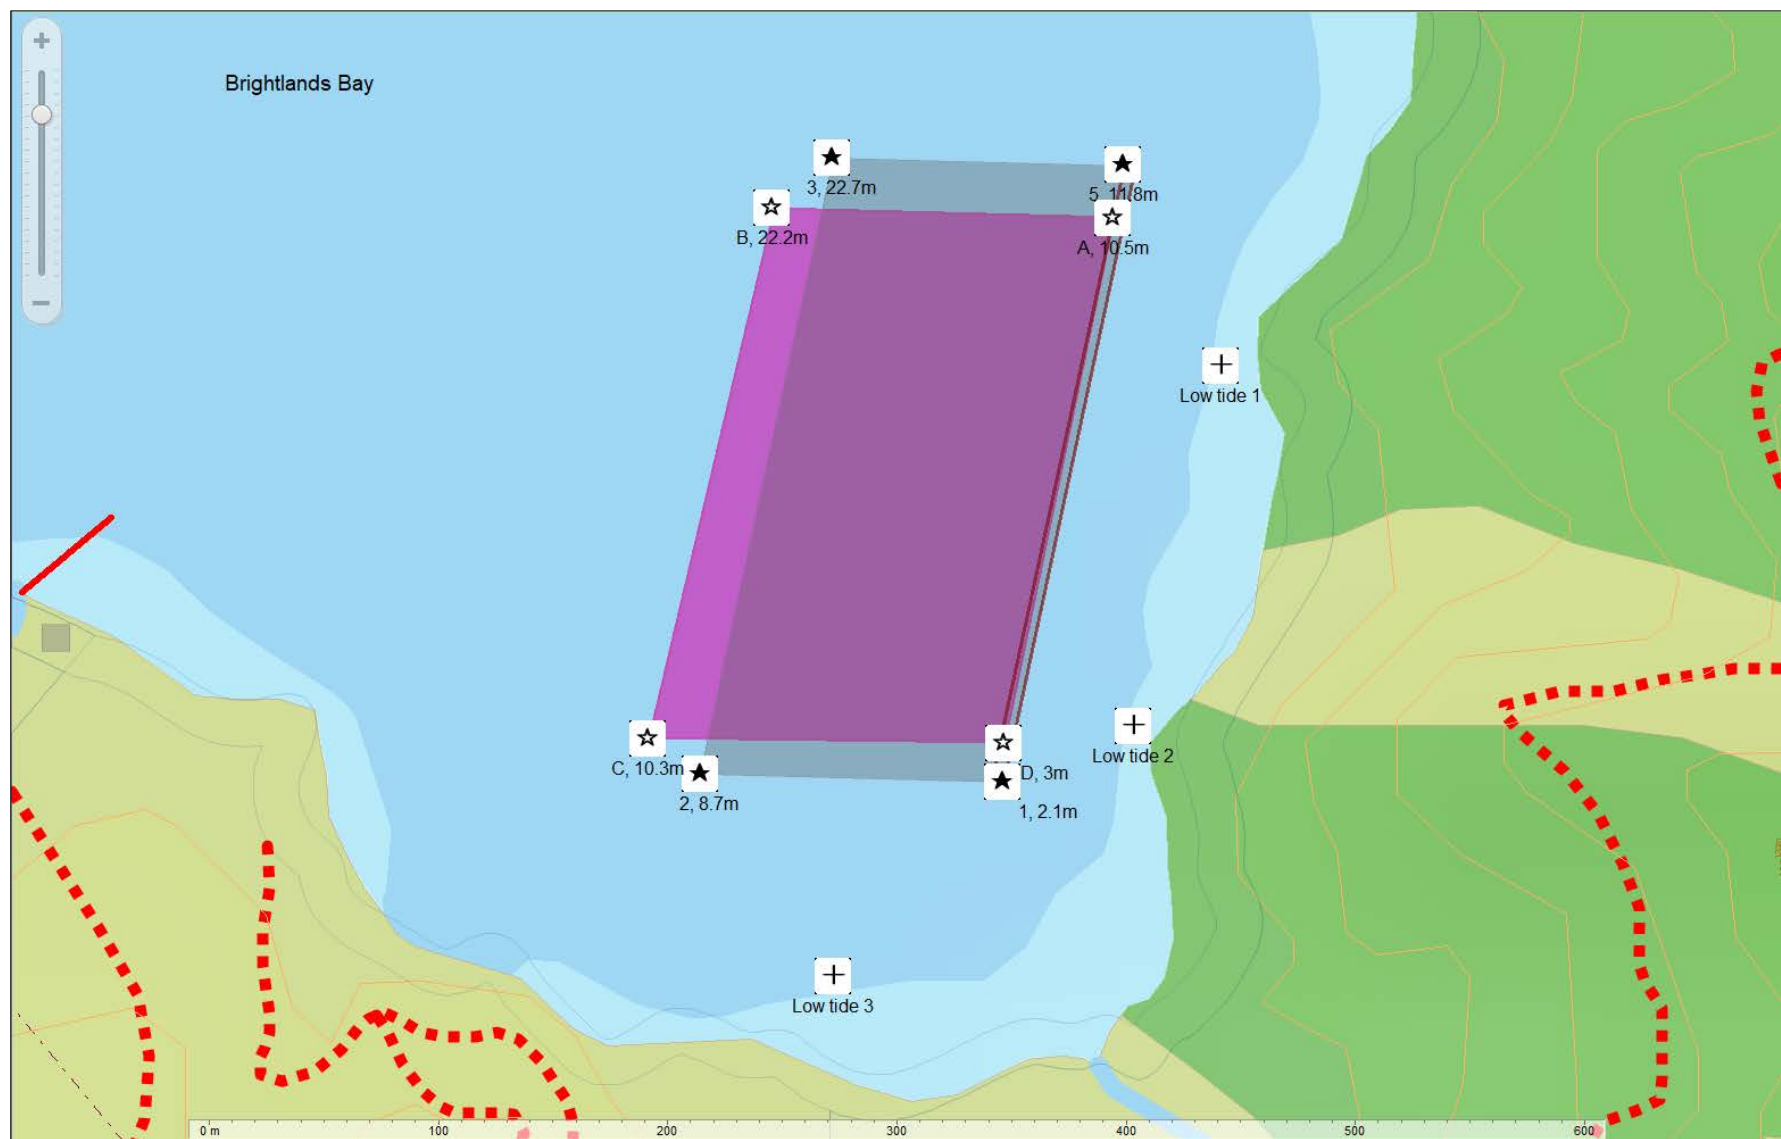 +
Brightlands Bay
3, 22.7m
5, 11.8m
B, 22.2m
A, 10.5m
Low tide 1
C, 10.3m
D, 3m
Low tide 2
2, 8.7m
1, 2.1m
Low tide 3
0 m 100 200 300 400 500 600